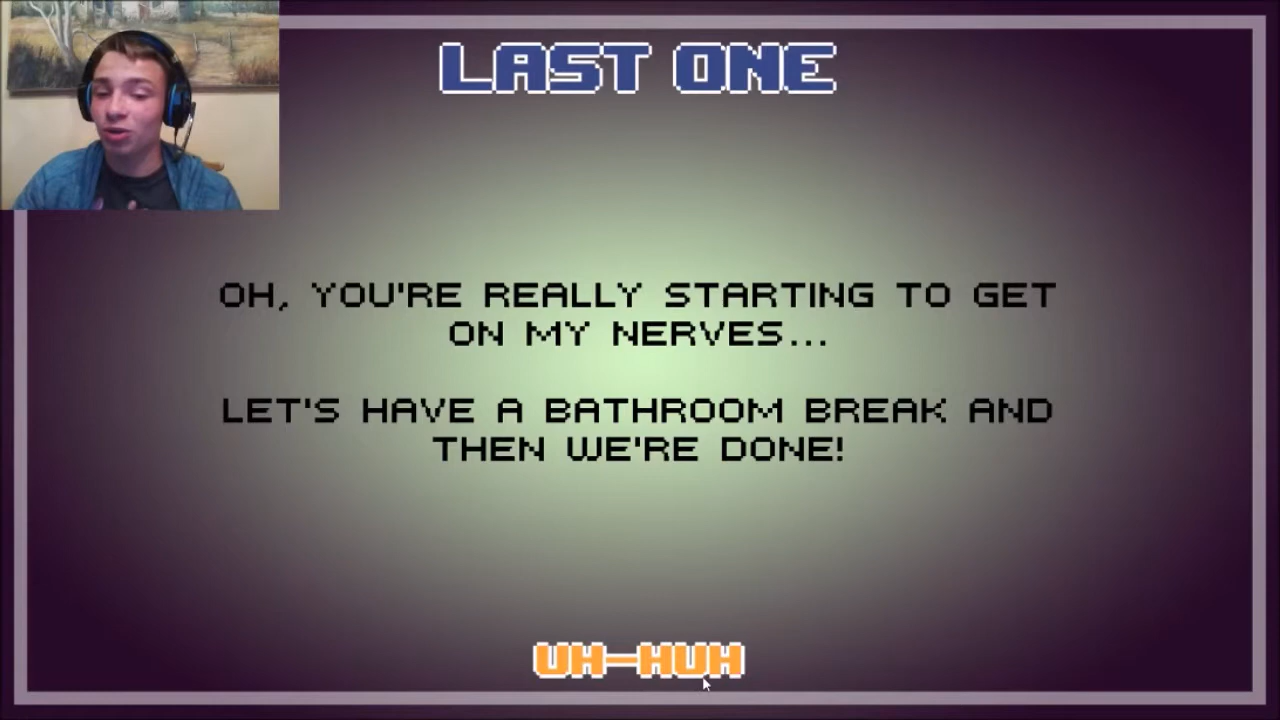 LAST ONE
OH, YOU'RE REALLY STARTING TO GET
ON MY NERVES...
LET'S HAVE A BATHROOM BREAK AND
THEN WE'RE DONE!
UH-HUH